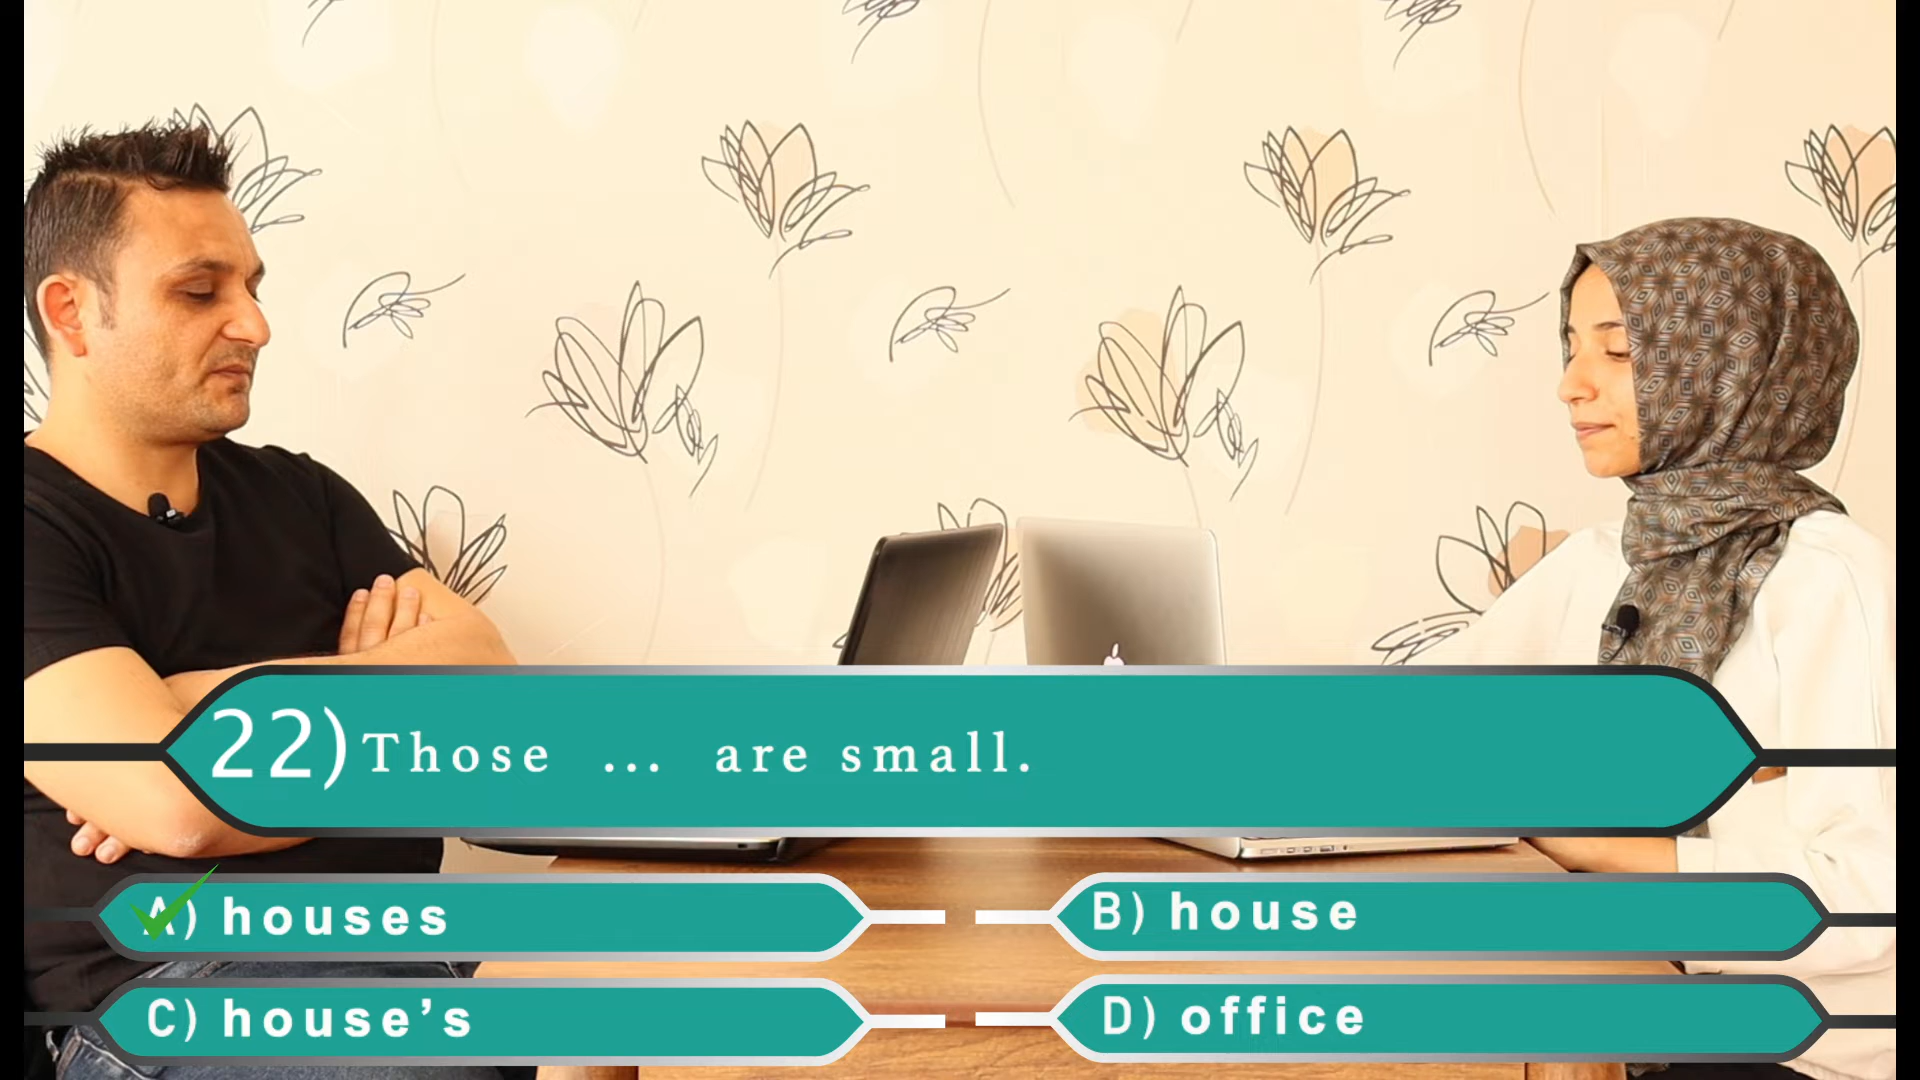 22) Those ... are small.
A) houses
B) house
C) house’s
D) office